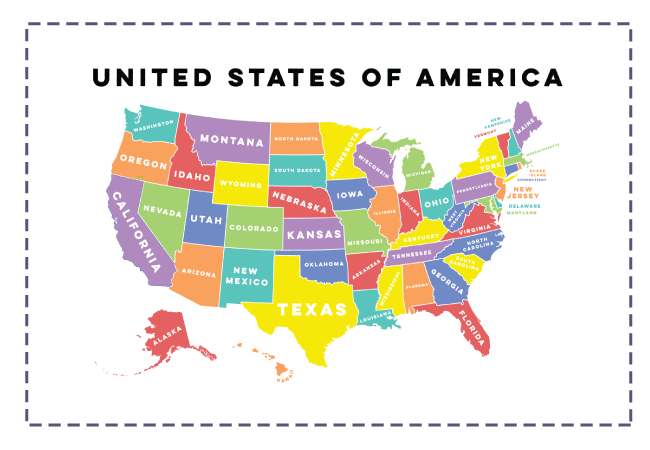 UNITED STATES OF AMERICA
WASHINGTON
OREGON
CALIFORNIA
NEVADA
IDAHO
MONTANA
WYOMING
UTAH
COLORADO
ARIZONA
NEW
MEXICO
NORTH DAKOTA
SOUTH DAKOTA
NEBRASKA
KANSAS
OKLAHOMA
TEXAS
MINNESOTA
IOWA
MISSOURI
ARKANSAS
LOUISIANA
WISCONSIN
ILLINOIS
MICHIGAN
INDIANA
OHIO
KENTUCKY
TENNESSEE
MISSISSIPPI
ALABAMA
GEORGIA
FLORIDA
SOUTH
CAROLINA
NORTH
CAROLINA
VIRGINIA
WEST
VIRGINIA
PENNSYLVANIA
NEW
YORK
VERMONT
NEW
HAMPSHIRE
MAINE
MASSACHUSETTS
RHODE
ISLAND
CONNECTICUT
NEW
JERSEY
DELAWARE
MARYLAND
ALASKA
HAWAII